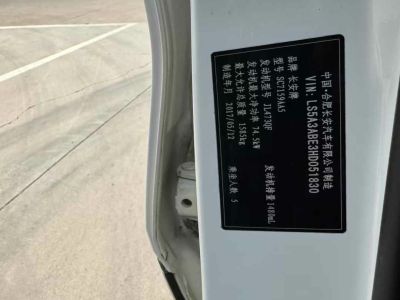 中国·合肥长安汽车有限公司制造
VIN: LS5A3ABE3HD051830
品牌 长安牌
型号 SC7159AA5
发动机型号 JL473QF 发动机排量 1480mL
发动机最大净功率 74.5kW
最大允许总质量 1585kg
制造年月 2017/05/12 乘坐人数 5